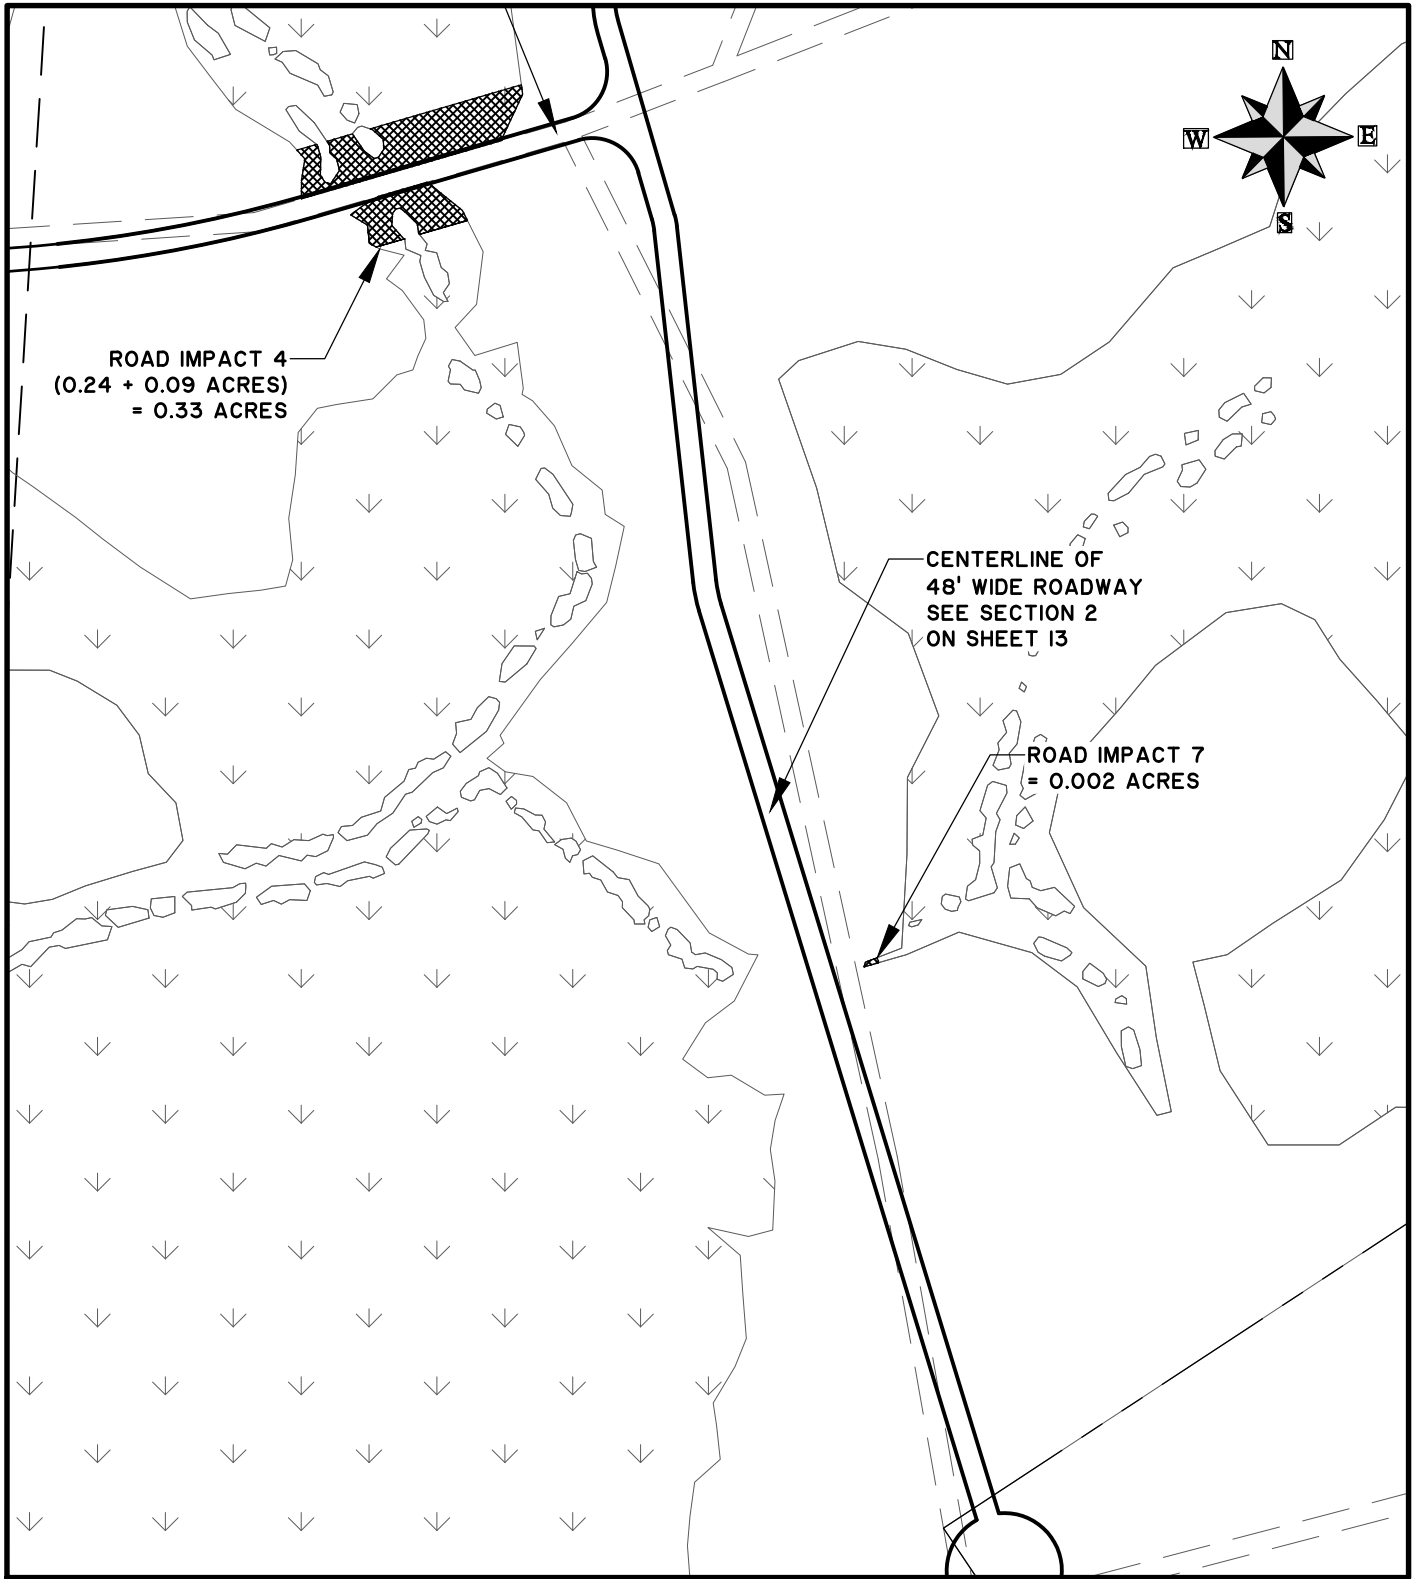 N
W
E
S
ROAD IMPACT 4
(0.24 + 0.09 ACRES)
= 0.33 ACRES
CENTERLINE OF
48' WIDE ROADWAY
SEE SECTION 2
ON SHEET 13
ROAD IMPACT 7
= 0.002 ACRES